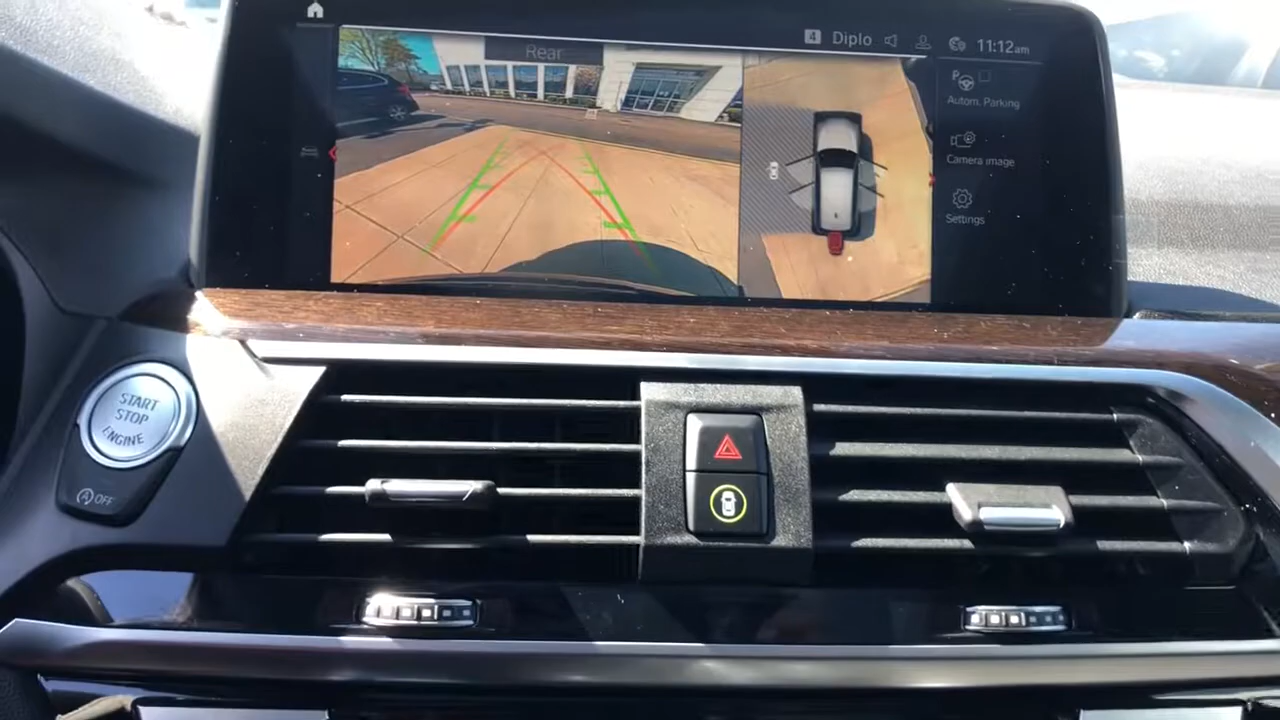 Rear
4 Diplo 11:12am
P
Autom. Parking
Camera image
Settings
START
STOP
ENGINE
A OFF